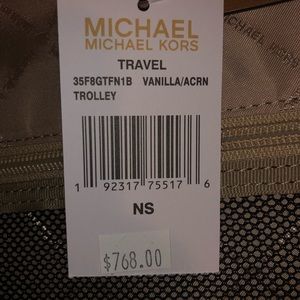 MICHAEL
MICHAEL KORS
TRAVEL
35F8GTFN1B VANILLA/ACRN
TROLLEY
1 92317 75517 6
NS
$768.00